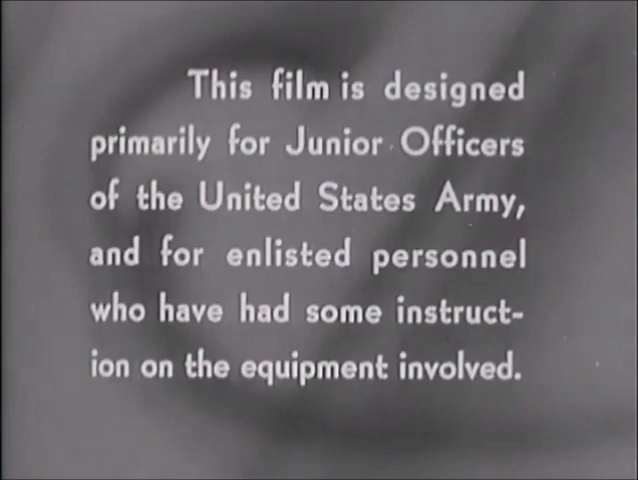 This film is designed
primarily for Junior Officers
of the United States Army,
and for enlisted personnel
who have had some instruct-
ion on the equipment involved.